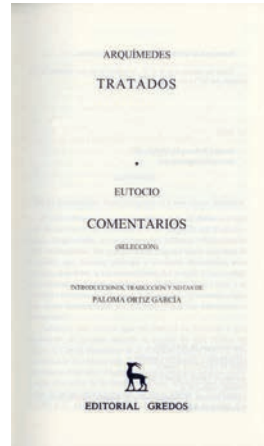 ARQUÍMEDES
TRATADOS
EUTOCIO
COMENTARIOS
(SELECCIÓN)
INTRODUCCIONES, TRADUCCIÓN Y NOTAS DE
PALOMA ORTIZ GARCÍA
EDITORIAL GREDOS